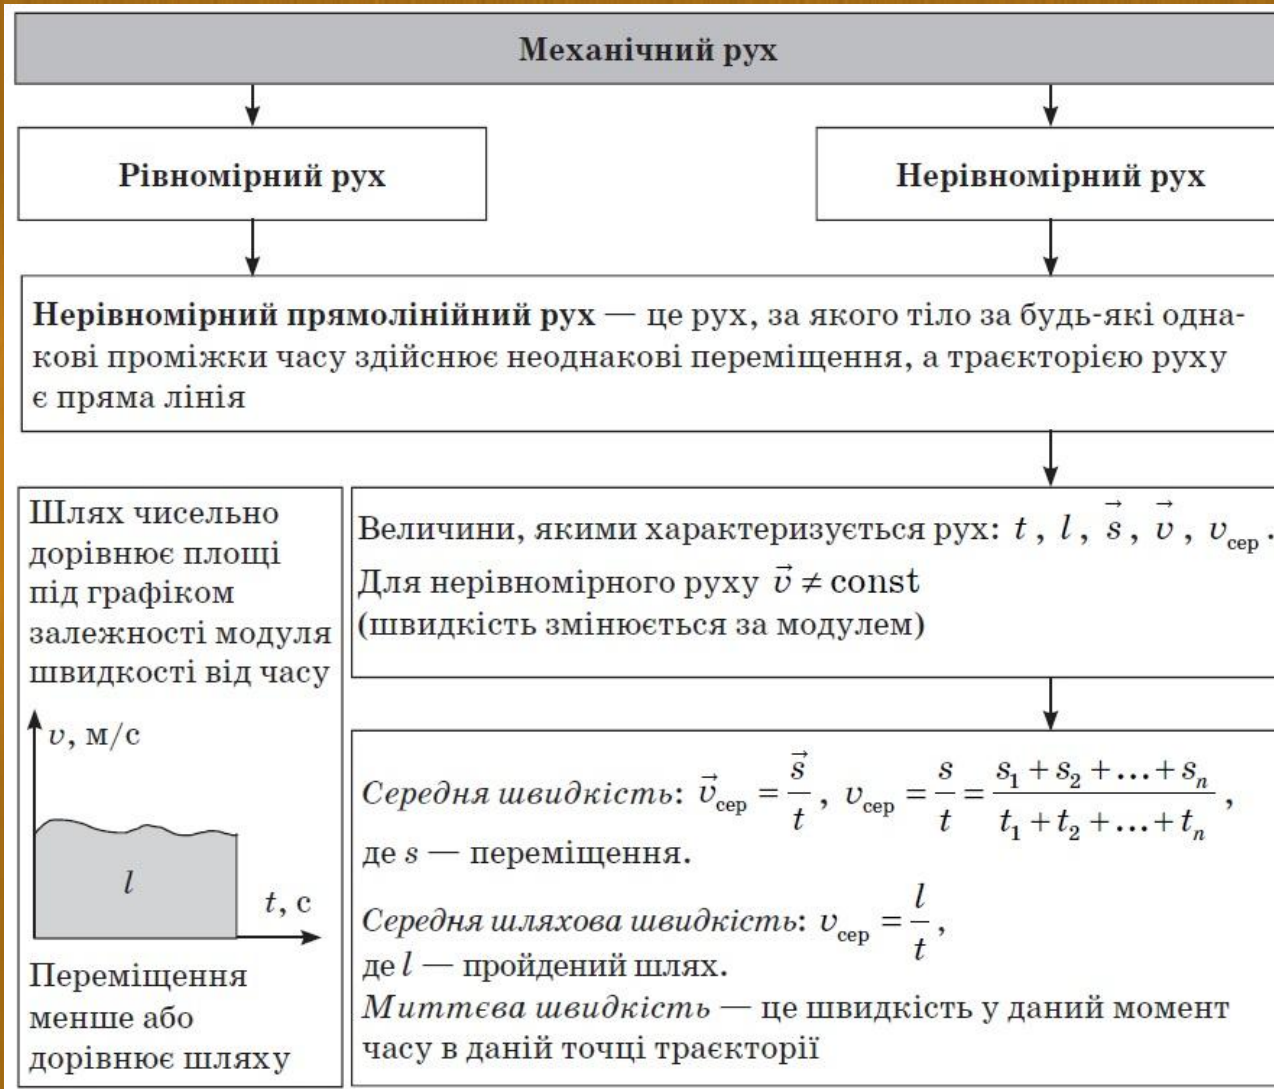 Механічний рух
Рівномірний рух
Нерівномірний рух
Нерівномірний прямолінійний рух — це рух, за якого тіло за будь-які одна-
кові проміжки часу здійснює неоднакові переміщення, а траєкторією руху
є пряма лінія
Шлях чисельно
дорівнює площі
під графіком
залежності модуля
швидкості від часу
v, м/с
l
t, с
Переміщення
менше або
дорівнює шляху
Величини, якими характеризується рух: t, l, s⃗, v⃗, v_сер.
Для нерівномірного руху v⃗ ≠ const
(швидкість змінюється за модулем)
Середня швидкість: v⃗_сер = s⃗/t, v_сер = s/t = (s₁ + s₂ + ... + sₙ)/(t₁ + t₂ + ... + tₙ),
де s — переміщення.
Середня шляхова швидкість: v_сер = l/t,
де l — пройдений шлях.
Миттєва швидкість — це швидкість у даний момент
часу в даній точці траєкторії